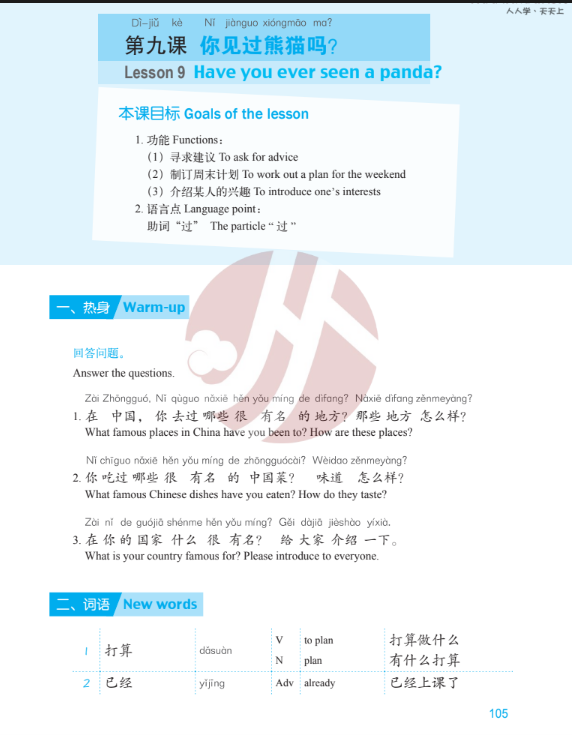 人人学、天天上
Dì-jiǔ kè Nǐ jiànguo xióngmāo ma?
第九课 你见过熊猫吗?
Lesson 9 Have you ever seen a panda?
本课目标 Goals of the lesson
1. 功能 Functions:
(1) 寻求建议 To ask for advice
(2) 制订周末计划 To work out a plan for the weekend
(3) 介绍某人的兴趣 To introduce one's interests
2. 语言点 Language point:
助词“过” The particle “过”
一、热身 Warm-up
回答问题。
Answer the questions.
Zài Zhōngguó, Nǐ qùguo nǎxiē hěn yǒu míng de dìfang? Nàxiē dìfang zěnmeyàng?
1. 在 中国， 你 去过 哪些 很 有名 的 地方? 那些 地方 怎么样?
What famous places in China have you been to? How are these places?
Nǐ chīguo nǎxiē hěn yǒu míng de zhōngguócài? Wèidao zěnmeyàng?
2. 你 吃过 哪些 很 有名 的 中国菜? 味道 怎么样?
What famous Chinese dishes have you eaten? How do they taste?
Zài nǐ de guójiā shénme hěn yǒu míng? Gěi dàjiā jièshào yíxià.
3. 在 你 的 国家 什么 很 有名? 给 大家 介绍 一下。
What is your country famous for? Please introduce to everyone.
二、词语 New words
1 打算 dǎsuàn V to plan 打算做什么
N plan 有什么打算
2 已经 yǐjīng Adv already 已经上课了
105